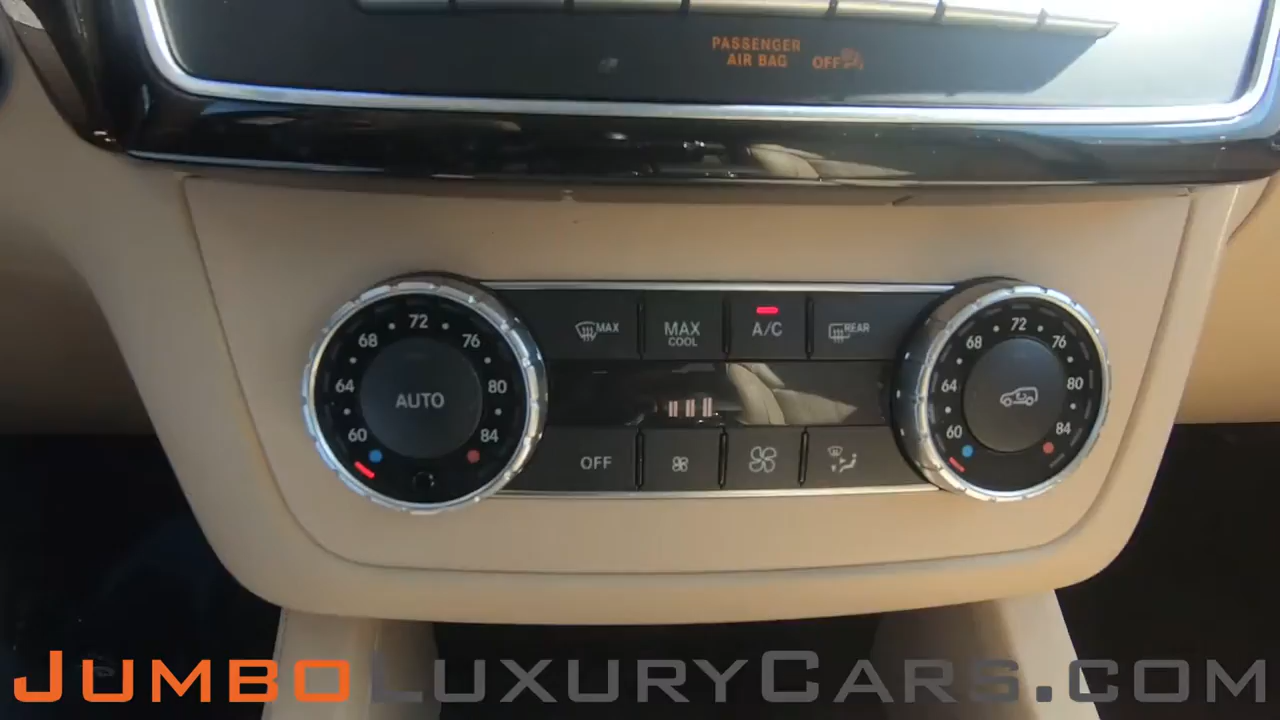 PASSENGER
AIR BAG OFF
60 64 68 72 76 80 84
AUTO
MAX
MAX
COOL
A/C
REAR
OFF
60 64 68 72 76 80 84
JUMBOLUXURYCARS.COM